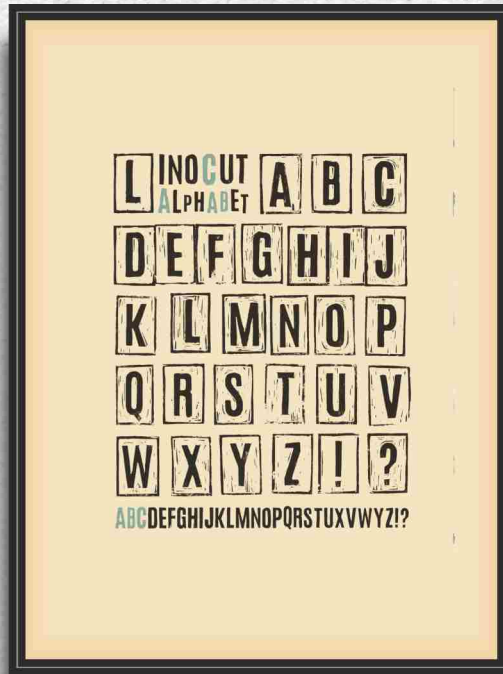 LINOCUT
ALPHABET
A B C
D E F G H I J
K L M N O P
Q R S T U V
W X Y Z ! ?
ABCDEFGHIJKLMNOPQRSTUXVWYZ!?